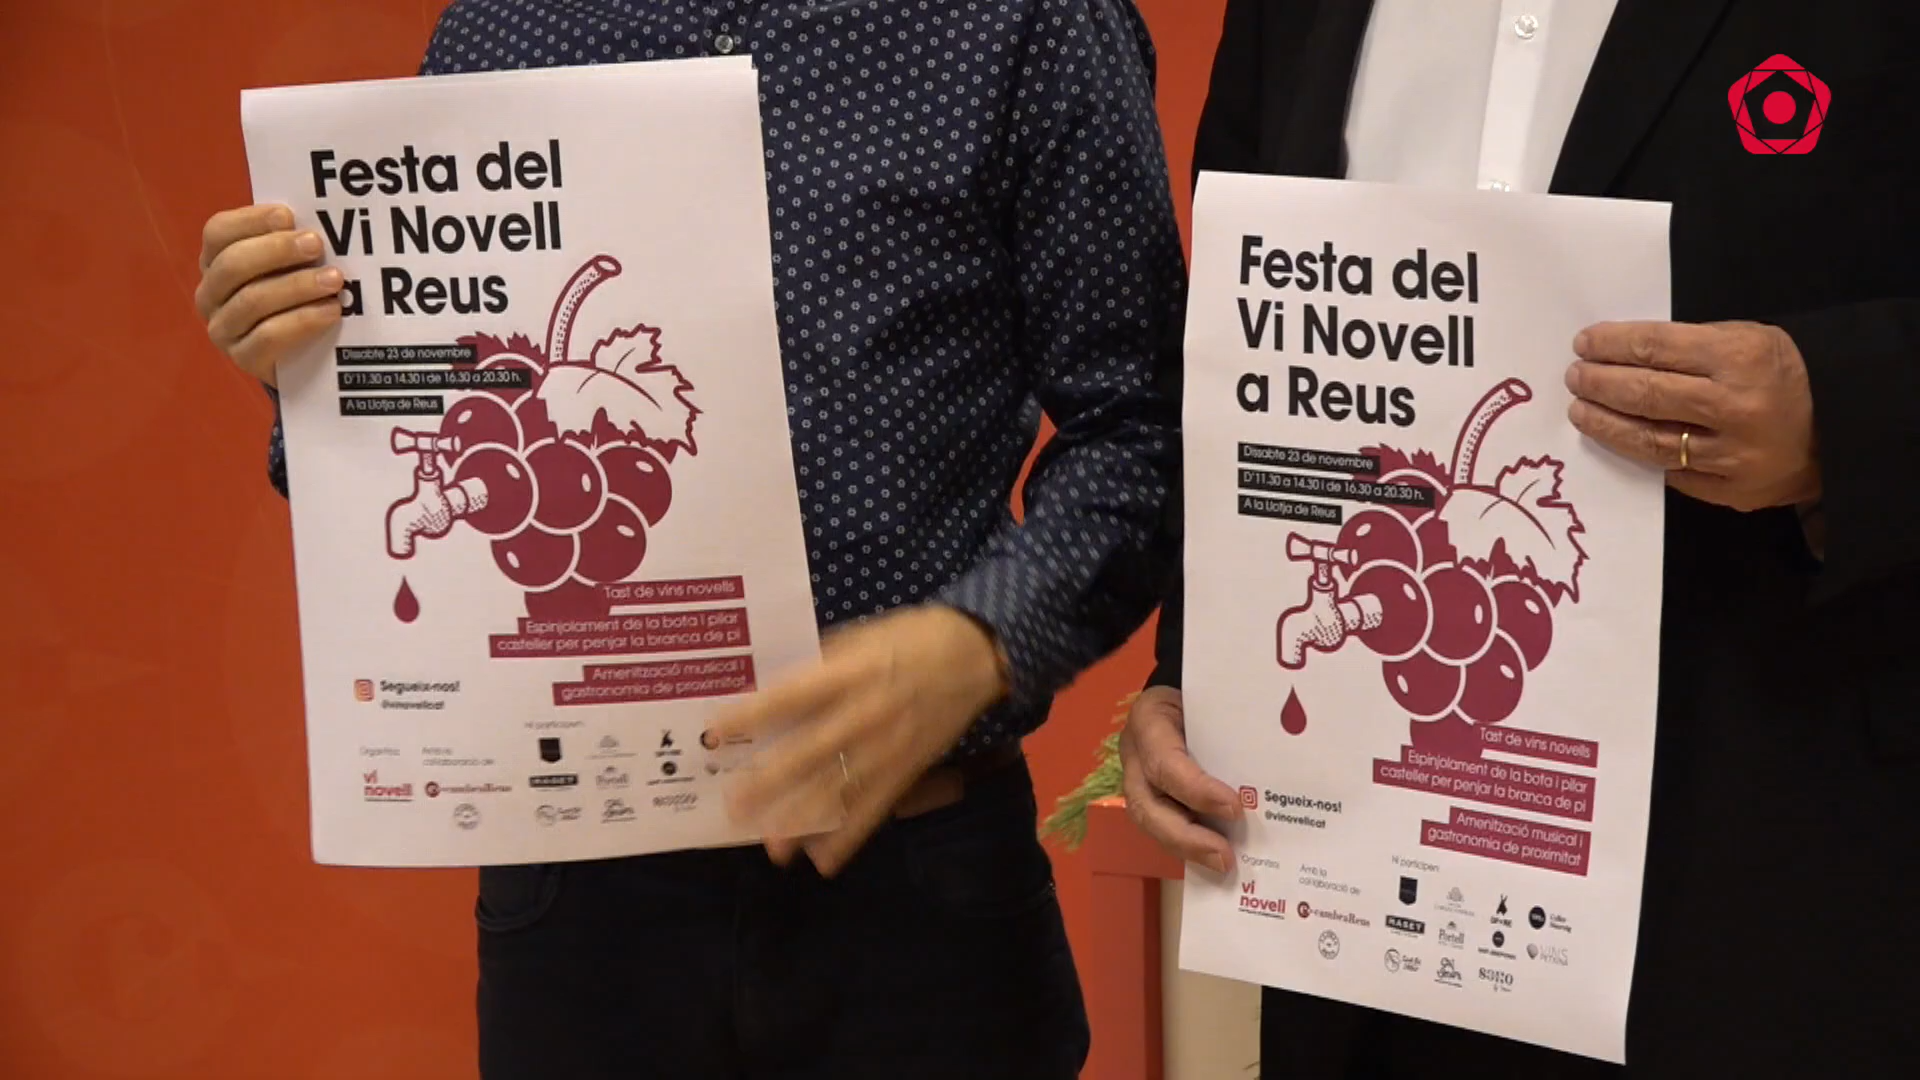 Festa del
Vi Novell
a Reus
Dissabte 23 de novembre
D'11.30 a 14.30 i de 16.30 a 20.30 h.
A la Llotja de Reus
Tast de vins novells
Espinjolament de la bota i pilar
casteller per penjar la branca de pi
Amenització musical i
gastronomia de proximitat
Segueix-nos!
@vinovellcat
Hi participen:
Organitza:
Amb la
col·laboració de:
vi
novell
cambraReus
MASET
Portell
Festa del
Vi Novell
a Reus
Dissabte 23 de novembre
D'11.30 a 14.30 i de 16.30 a 20.30 h.
A la Llotja de Reus
Tast de vins novells
Espinjolament de la bota i pilar
casteller per penjar la branca de pi
Amenització musical i
gastronomia de proximitat
Segueix-nos!
@vinovellcat
Organitza:
Amb la
col·laboració de:
Hi participen:
vi
novell
cambraReus
MASET
Portell
VINS